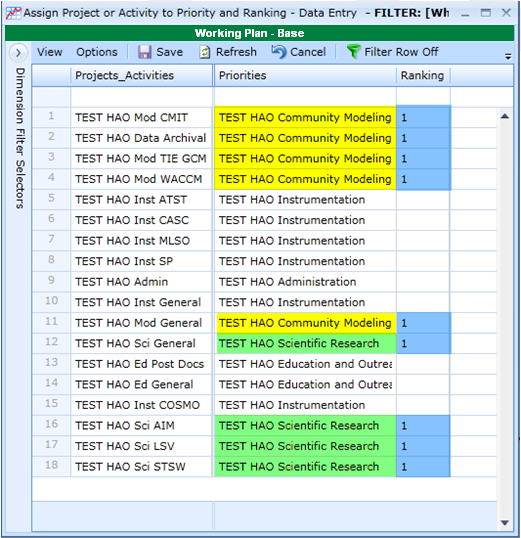 Assign Project or Activity to Priority and Ranking - Data Entry - FILTER: [Wh
Working Plan - Base
View Options Save Refresh Cancel Filter Row Off
Dimension Filter Selectors
Projects_Activities Priorities Ranking
1 TEST HAO Mod CMIT TEST HAO Community Modeling 1
2 TEST HAO Data Archival TEST HAO Community Modeling 1
3 TEST HAO Mod TIE GCM TEST HAO Community Modeling 1
4 TEST HAO Mod WACCM TEST HAO Community Modeling 1
5 TEST HAO Inst ATST TEST HAO Instrumentation
6 TEST HAO Inst CASC TEST HAO Instrumentation
7 TEST HAO Inst MLSO TEST HAO Instrumentation
8 TEST HAO Inst SP TEST HAO Instrumentation
9 TEST HAO Admin TEST HAO Administration
10 TEST HAO Inst General TEST HAO Instrumentation
11 TEST HAO Mod General TEST HAO Community Modeling 1
12 TEST HAO Sci General TEST HAO Scientific Research 1
13 TEST HAO Ed Post Docs TEST HAO Education and Outrea
14 TEST HAO Ed General TEST HAO Education and Outrea
15 TEST HAO Inst COSMO TEST HAO Instrumentation
16 TEST HAO Sci AIM TEST HAO Scientific Research 1
17 TEST HAO Sci LSV TEST HAO Scientific Research 1
18 TEST HAO Sci STSW TEST HAO Scientific Research 1